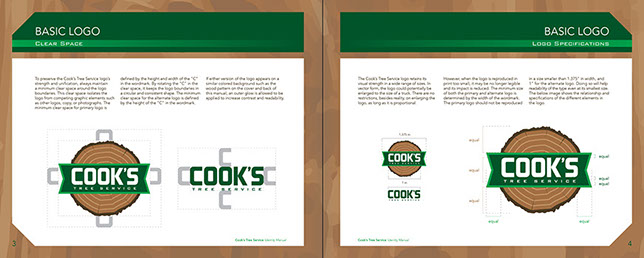 BASIC LOGO
CLEAR SPACE
To preserve the Cook's Tree Service logo's
strength and unification, always maintain
a minimum clear space around the logo
boundaries. This clear space isolates the
logo from competing graphic elements such
as other logos, copy, or photographs. The
minimum clear space for primary logo is
defined by the height and width of the "C"
in the wordmark. By rotating the "C" in the
clear space, it keeps the logo boundaries in
a circular and consistent shape. The minimum
clear space for the alternate logo is defined
by the height of the "C" in the wordmark.
If either version of the logo appears on a
similar colored background such as the
wood pattern on the cover and back of
this manual, an outer glow is allowed to be
applied to increase contrast and readability.
COOK'S
TREE SERVICE
COOK'S
TREE SERVICE
3
Cook's Tree Service Identity Manual
BASIC LOGO
LOGO SPECIFICATIONS
The Cook's Tree Service logo retains its
visual strength in a wide range of sizes. In
vector form, the logo could potentially be
enlarged to the size of a truck. There are no
restrictions, besides reality, on enlarging the
logo, as long as it is proportional.
However, when the logo is reproduced in
print too small, it may be no longer legible
and its impact is reduced. The minimum size
of both the primary and alternate logo is
determined by the width of the wordmark.
The primary logo should not be reproduced
in a size smaller than 1.375" in width, and
1" for the alternate logo. Doing so will help
readability of the type even at its smallest size.
The below image shows the relationship and
specifications of the different elements in
the logo.
1.375 in
COOK'S
TREE SERVICE
1 in
COOK'S
TREE SERVICE
equal
equal
equal
COOK'S
TREE SERVICE
equal
equal
equal
equal
equal
Cook's Tree Service Identity Manual
4